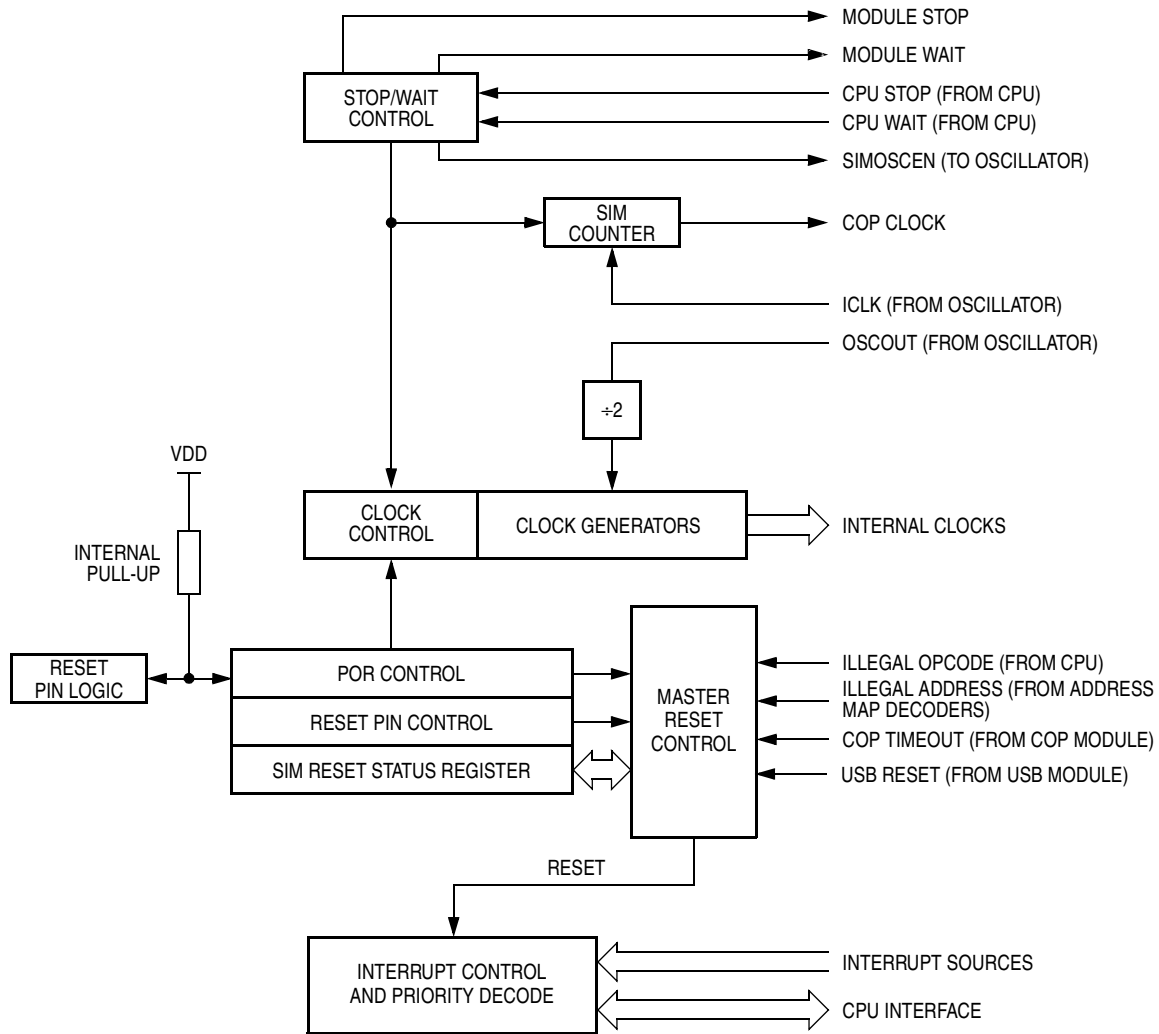 MODULE STOP
MODULE WAIT
STOP/WAIT
CONTROL
CPU STOP (FROM CPU)
CPU WAIT (FROM CPU)
SIMOSCEN (TO OSCILLATOR)
SIM
COUNTER
COP CLOCK
ICLK (FROM OSCILLATOR)
OSCOUT (FROM OSCILLATOR)
÷2
VDD
INTERNAL
PULL-UP
CLOCK
CONTROL
CLOCK GENERATORS
INTERNAL CLOCKS
RESET
PIN LOGIC
POR CONTROL
RESET PIN CONTROL
SIM RESET STATUS REGISTER
MASTER
RESET
CONTROL
ILLEGAL OPCODE (FROM CPU)
ILLEGAL ADDRESS (FROM ADDRESS
MAP DECODERS)
COP TIMEOUT (FROM COP MODULE)
USB RESET (FROM USB MODULE)
RESET
INTERRUPT CONTROL
AND PRIORITY DECODE
INTERRUPT SOURCES
CPU INTERFACE